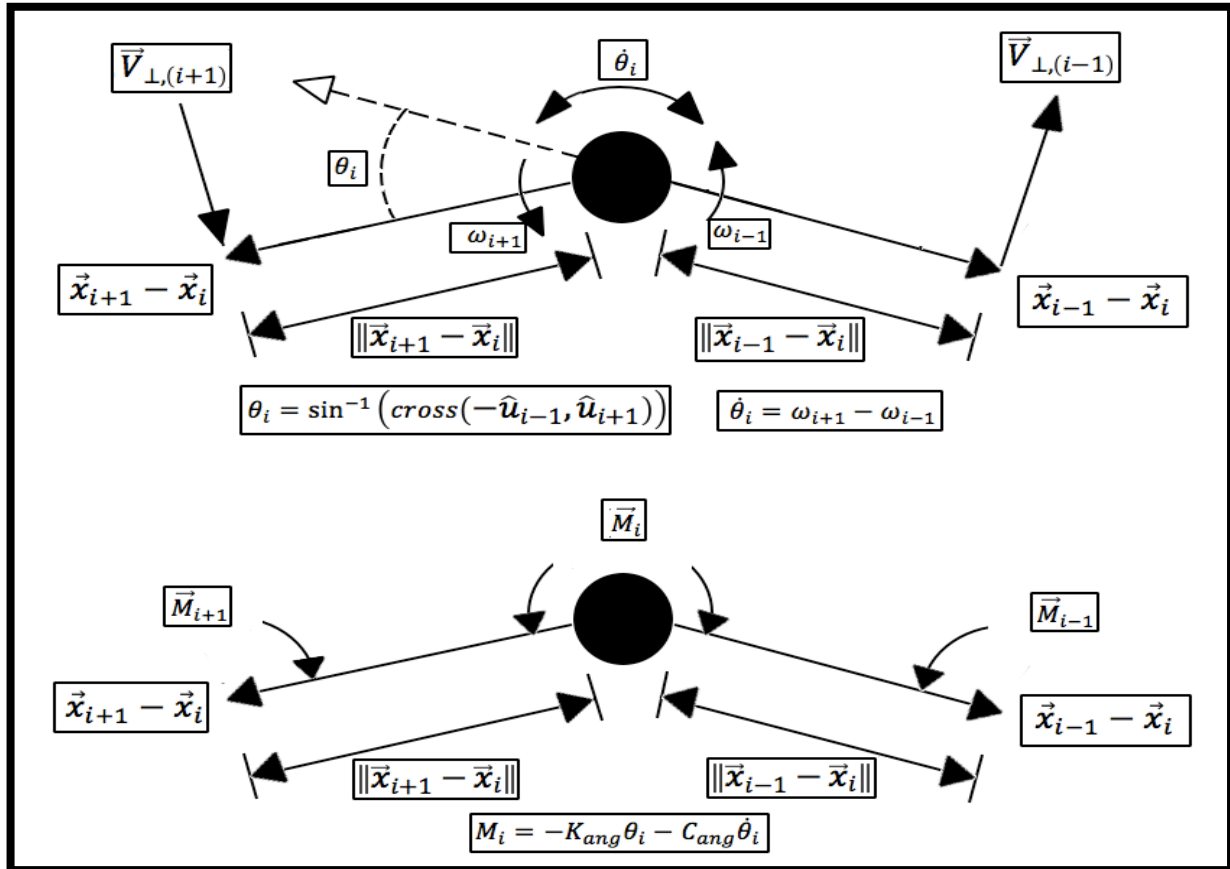 V⃗⊥,(i+1)
θ̇ᵢ
V⃗⊥,(i−1)
θᵢ
ωᵢ₊₁
ωᵢ₋₁
x⃗ᵢ₊₁ − x⃗ᵢ
x⃗ᵢ₋₁ − x⃗ᵢ
‖x⃗ᵢ₊₁ − x⃗ᵢ‖
‖x⃗ᵢ₋₁ − x⃗ᵢ‖
θᵢ = sin⁻¹(cross(−ûᵢ₋₁, ûᵢ₊₁))
θ̇ᵢ = ωᵢ₊₁ − ωᵢ₋₁
M⃗ᵢ
M⃗ᵢ₊₁
M⃗ᵢ₋₁
x⃗ᵢ₊₁ − x⃗ᵢ
x⃗ᵢ₋₁ − x⃗ᵢ
‖x⃗ᵢ₊₁ − x⃗ᵢ‖
‖x⃗ᵢ₋₁ − x⃗ᵢ‖
Mᵢ = −K_ang θᵢ − C_ang θ̇ᵢ